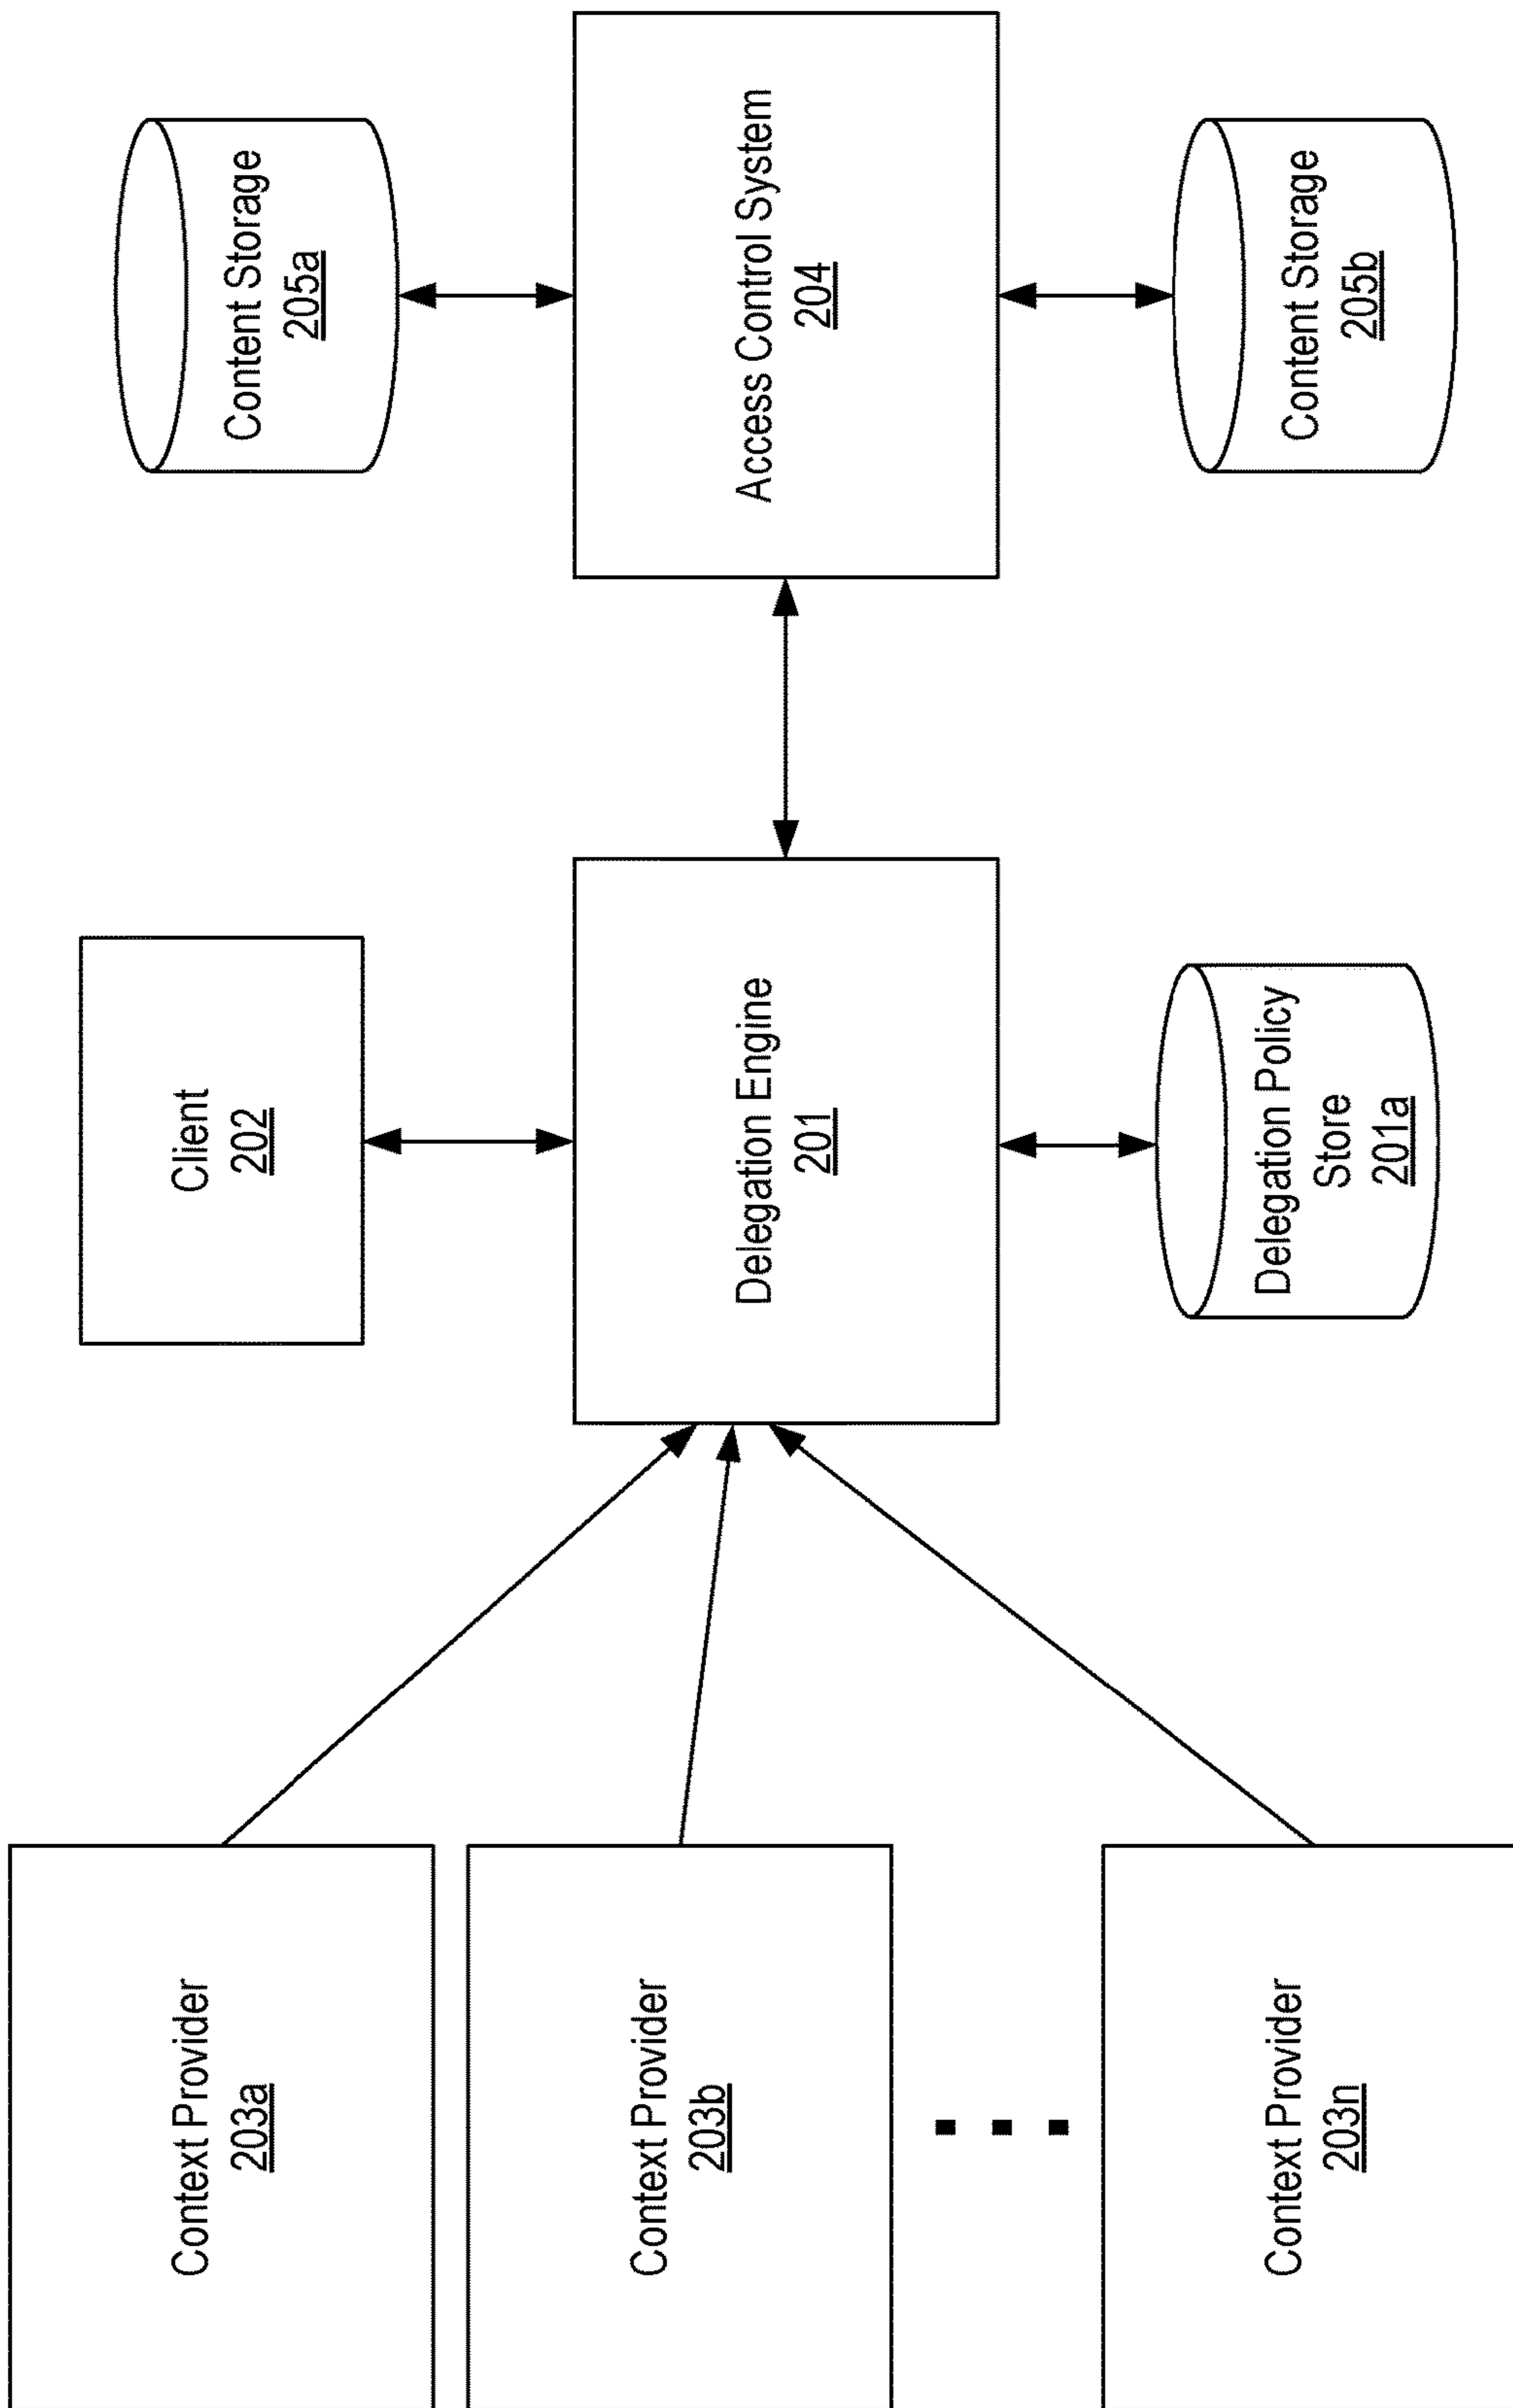 Context Provider
203a
Context Provider
203b
Context Provider
203n
Client
202
Delegation Engine
201
Delegation Policy
Store
201a
Content Storage
205a
Access Control System
204
Content Storage
205b